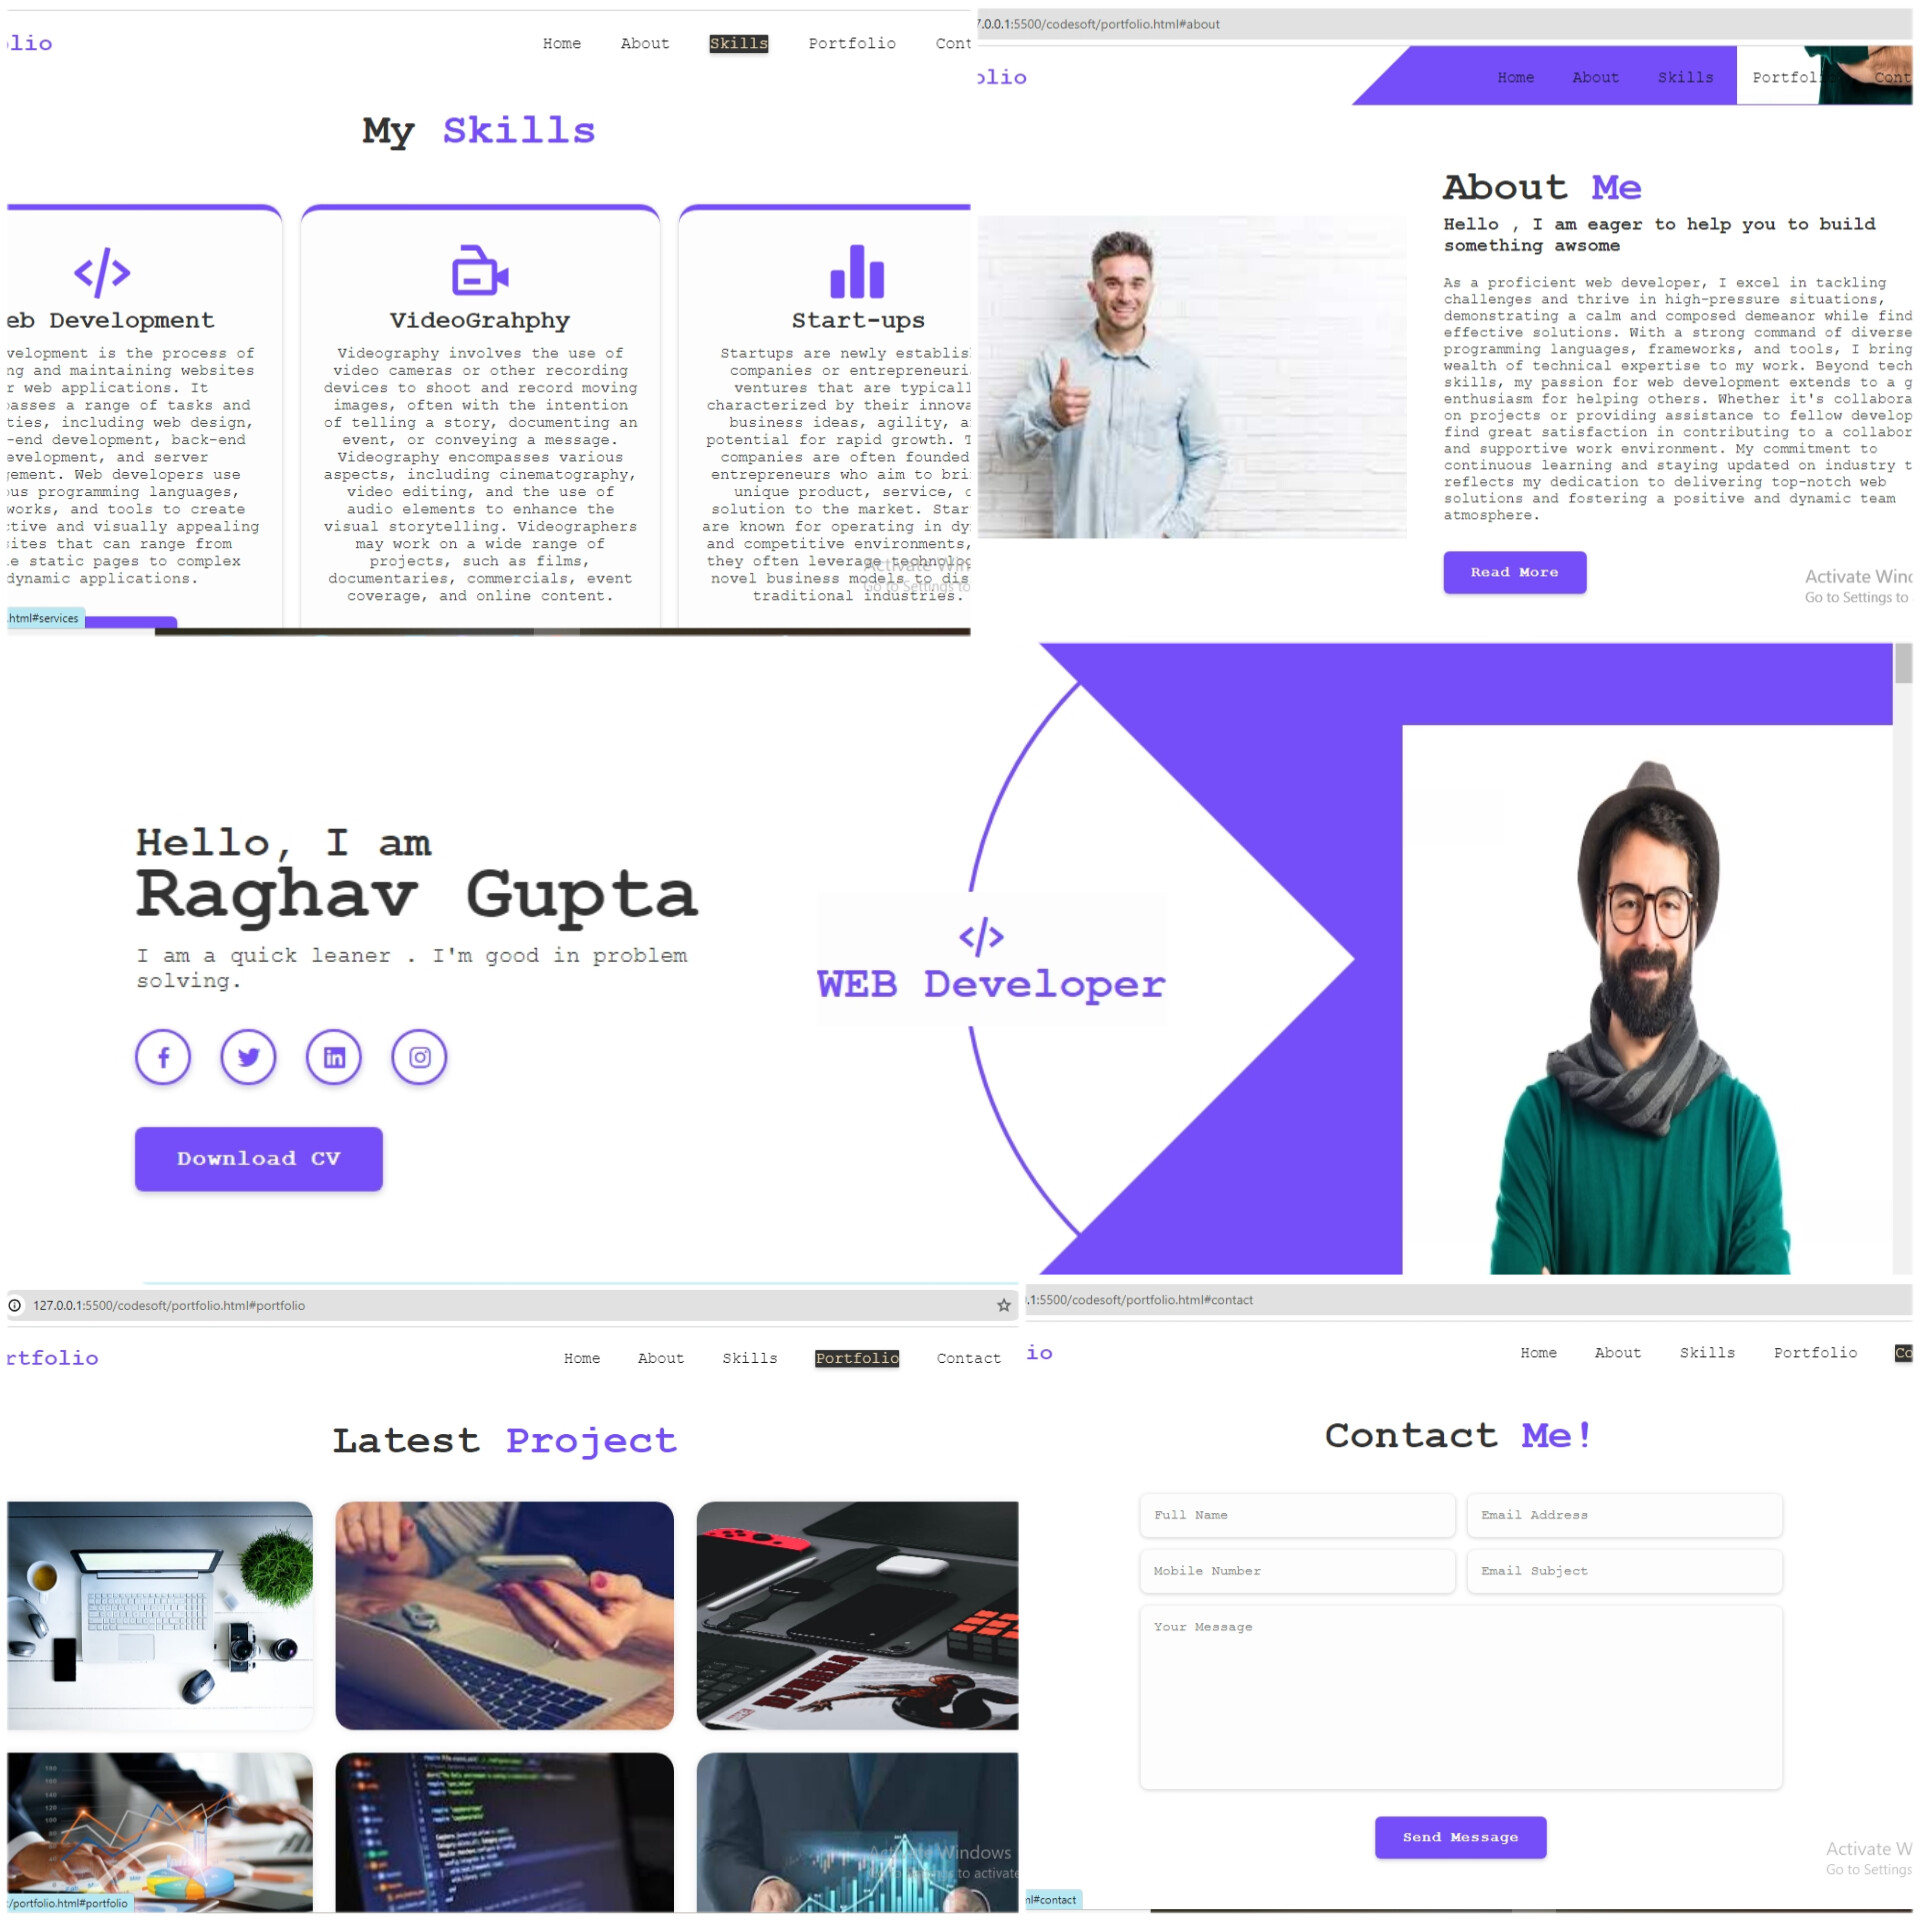 olio
Home About Skills Portfolio Cont
My Skills
eb Development
velopment is the process of
ng and maintaining websites
r web applications. It
passes a range of tasks and
ties, including web design,
-end development, back-end
evelopment, and server
gement. Web developers use
ous programming languages,
works, and tools to create
ctive and visually appealing
sites that can range from
le static pages to complex
dynamic applications.
VideoGrahphy
Videography involves the use of
video cameras or other recording
devices to shoot and record moving
images, often with the intention
of telling a story, documenting an
event, or conveying a message.
Videography encompasses various
aspects, including cinematography,
video editing, and the use of
audio elements to enhance the
visual storytelling. Videographers
may work on a wide range of
projects, such as films,
documentaries, commercials, event
coverage, and online content.
Start-ups
Startups are newly establis
companies or entrepreneuri
ventures that are typicall
characterized by their innova
business ideas, agility, a
potential for rapid growth. T
companies are often founded
entrepreneurs who aim to bri
unique product, service, o
solution to the market. Star
are known for operating in dy
and competitive environments,
they often leverage technolog
novel business models to dis
traditional industries.
Activate Win
Go to Settings to
.html#services
7.0.0.1:5500/codesoft/portfolio.html#about
olio
Home About Skills Portfoli Cont
About Me
Hello , I am eager to help you to build
something awsome
As a proficient web developer, I excel in tackling
challenges and thrive in high-pressure situations,
demonstrating a calm and composed demeanor while find
effective solutions. With a strong command of diverse
programming languages, frameworks, and tools, I bring
wealth of technical expertise to my work. Beyond tech
skills, my passion for web development extends to a g
enthusiasm for helping others. Whether it's collabora
on projects or providing assistance to fellow develop
find great satisfaction in contributing to a collabor
and supportive work environment. My commitment to
continuous learning and staying updated on industry t
reflects my dedication to delivering top-notch web
solutions and fostering a positive and dynamic team
atmosphere.
Read More
Activate Wind
Go to Settings to
Hello, I am
Raghav Gupta
I am a quick leaner . I'm good in problem
solving.
Download CV
</>
WEB Developer
127.0.0.1:5500/codesoft/portfolio.html#portfolio
rtfolio
Home About Skills Portfolio Contact
Latest Project
Activate Windows
to activate
/portfolio.html#portfolio
.1:5500/codesoft/portfolio.html#contact
io
Home About Skills Portfolio Co
Contact Me!
Full Name
Email Address
Mobile Number
Email Subject
Your Message
Send Message
Activate W
Go to Settings
nl#contact